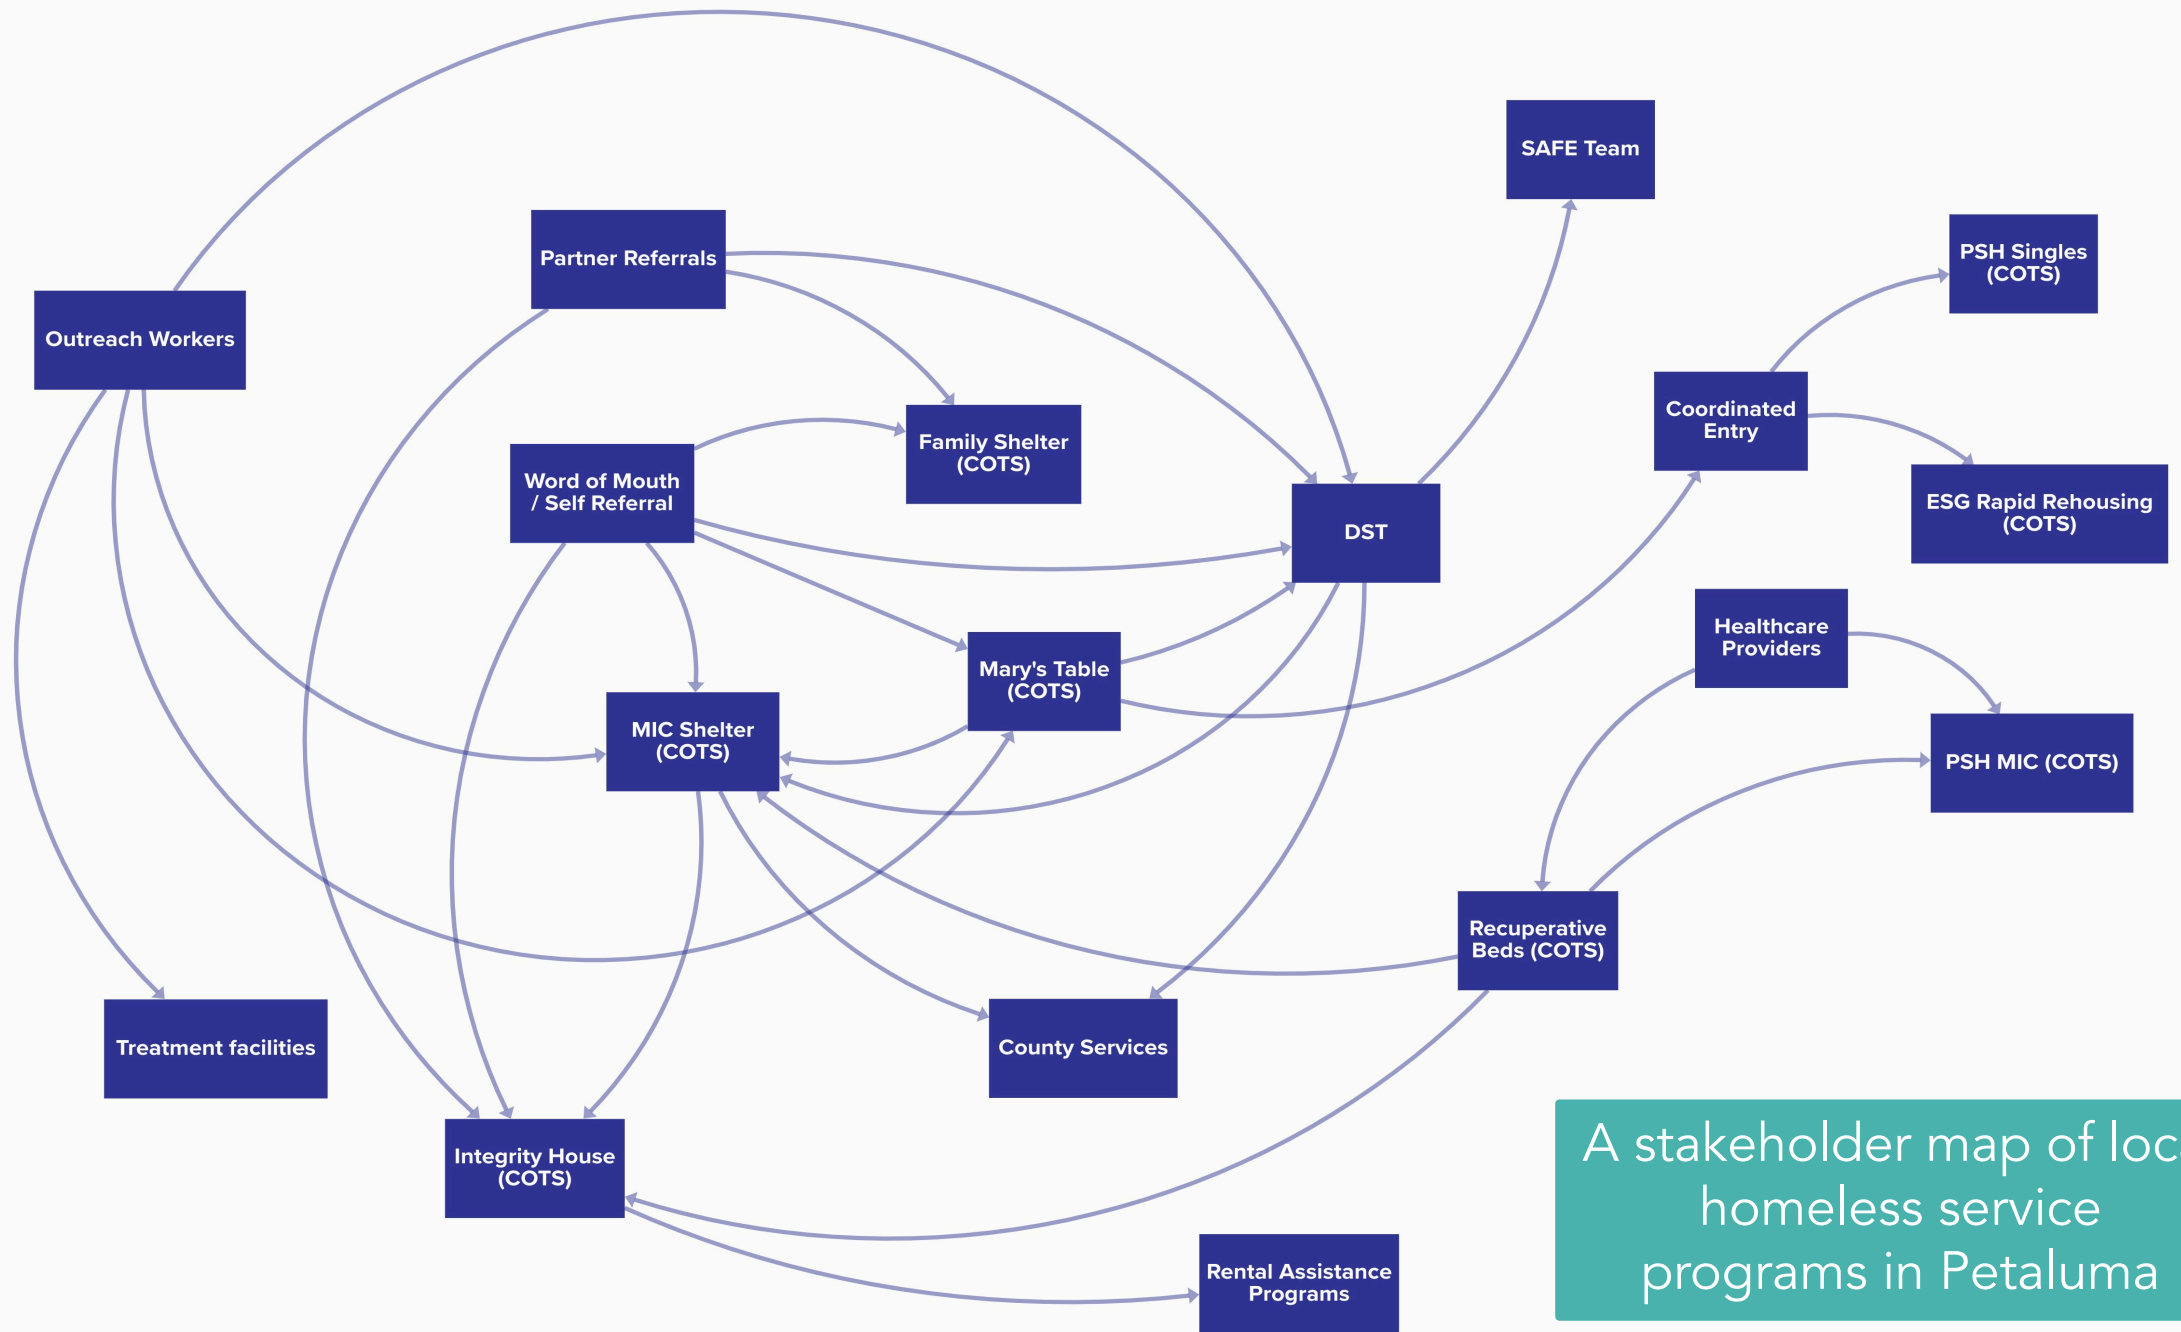 SAFE Team
Partner Referrals
PSH Singles
(COTS)
Outreach Workers
Coordinated
Entry
Family Shelter
(COTS)
Word of Mouth
/ Self Referral
ESG Rapid Rehousing
(COTS)
DST
Healthcare
Providers
Mary's Table
(COTS)
MIC Shelter
(COTS)
PSH MIC (COTS)
Recuperative
Beds (COTS)
Treatment facilities
County Services
Integrity House
(COTS)
Rental Assistance
Programs
A stakeholder map of
homeless service
programs in Petaluma